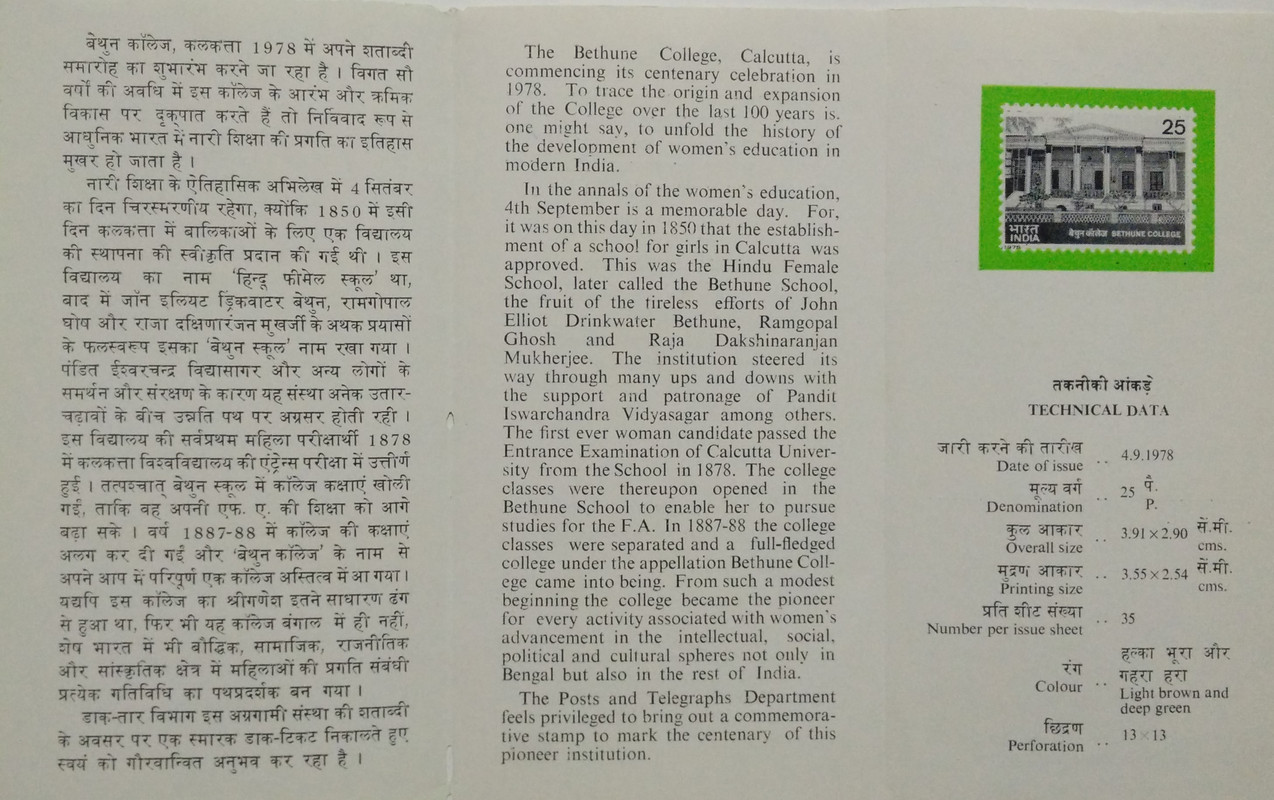 बेथुन कॉलेज, कलकत्ता 1978 में अपने शताब्दी
समारोह का शुभारंभ करने जा रहा है । विगत सौ
वर्षों की अवधि में इस कॉलेज के आरंभ और क्रमिक
विकास पर दृक्पात करते हैं तो निर्विवाद रूप से
आधुनिक भारत में नारी शिक्षा की प्रगति का इतिहास
मुखर हो जाता है ।
नारी शिक्षा के ऐतिहासिक अभिलेख में 4 सितंबर
का दिन चिरस्मरणीय रहेगा, क्योंकि 1850 में इसी
दिन कलकत्ता में बालिकाओं के लिए एक विद्यालय
की स्थापना की स्वीकृति प्रदान की गई थी । इस
विद्यालय का नाम ‘हिन्दू फीमेल स्कूल’ था,
बाद में जॉन इलियट ड्रिंकवाटर बेथुन, रामगोपाल
घोष और राजा दक्षिणारंजन मुखर्जी के अथक प्रयासों
के फलस्वरूप इसका ‘बेथुन स्कूल’ नाम रखा गया ।
पंडित ईश्वरचन्द्र विद्यासागर और अन्य लोगों के
समर्थन और संरक्षण के कारण यह संस्था अनेक उतार-
चढ़ावों के बीच उन्नति पथ पर अग्रसर होती रही ।
इस विद्यालय की सर्वप्रथम महिला परीक्षार्थी 1878
में कलकत्ता विश्वविद्यालय की एंट्रेन्स परीक्षा में उत्तीर्ण
हुई । तत्पश्चात् बेथुन स्कूल में कॉलेज कक्षाएं खोली
गईं, ताकि वह अपनी एफ. ए. की शिक्षा को आगे
बढ़ा सके । वर्ष 1887-88 में कॉलेज की कक्षाएं
अलग कर दी गईं और ‘बेथुन कॉलेज’ के नाम से
अपने आप में परिपूर्ण एक कॉलेज अस्तित्व में आ गया ।
यद्यपि इस कॉलेज का श्रीगणेश इतने साधारण ढंग
से हुआ था, फिर भी यह कॉलेज बंगाल में ही नहीं,
शेष भारत में भी बौद्धिक, सामाजिक, राजनीतिक
और सांस्कृतिक क्षेत्र में महिलाओं की प्रगति संबंधी
प्रत्येक गतिविधि का पथप्रदर्शक बन गया ।
डाक-तार विभाग इस अग्रगामी संस्था की शताब्दी
के अवसर पर एक स्मारक डाक-टिकट निकालते हुए
स्वयं को गौरवान्वित अनुभव कर रहा है ।
The Bethune College, Calcutta, is
commencing its centenary celebration in
1978. To trace the origin and expansion
of the College over the last 100 years is.
one might say, to unfold the history of
the development of women's education in
modern India.
In the annals of the women's education,
4th September is a memorable day. For,
it was on this day in 1850 that the establish-
ment of a school for girls in Calcutta was
approved. This was the Hindu Female
School, later called the Bethune School,
the fruit of the tireless efforts of John
Elliot Drinkwater Bethune, Ramgopal
Ghosh and Raja Dakshinaranjan
Mukherjee. The institution steered its
way through many ups and downs with
the support and patronage of Pandit
Iswarchandra Vidyasagar among others.
The first ever woman candidate passed the
Entrance Examination of Calcutta Univer-
sity from the School in 1878. The college
classes were thereupon opened in the
Bethune School to enable her to pursue
studies for the F.A. In 1887-88 the college
classes were separated and a full-fledged
college under the appellation Bethune Coll-
ege came into being. From such a modest
beginning the college became the pioneer
for every activity associated with women's
advancement in the intellectual, social,
political and cultural spheres not only in
Bengal but also in the rest of India.
The Posts and Telegraphs Department
feels privileged to bring out a commemora-
tive stamp to mark the centenary of this
pioneer institution.
25
भारत
INDIA
बेथुन कॉलेज BETHUNE COLLEGE
1978
तकनीकी आंकड़े
TECHNICAL DATA
जारी करने की तारीख
Date of issue .. 4.9.1978
मूल्य वर्ग .. 25 पै.
Denomination P.
कुल आकार .. 3.91 × 2.90 सें.मी.
Overall size cms.
मुद्रण आकार .. 3.55 × 2.54 सें.मी.
Printing size cms.
प्रति शीट संख्या
Number per issue sheet .. 35
रंग .. हल्का भूरा और
गहरा हरा
Colour Light brown and
deep green
छिद्रण
Perforation .. 13 × 13